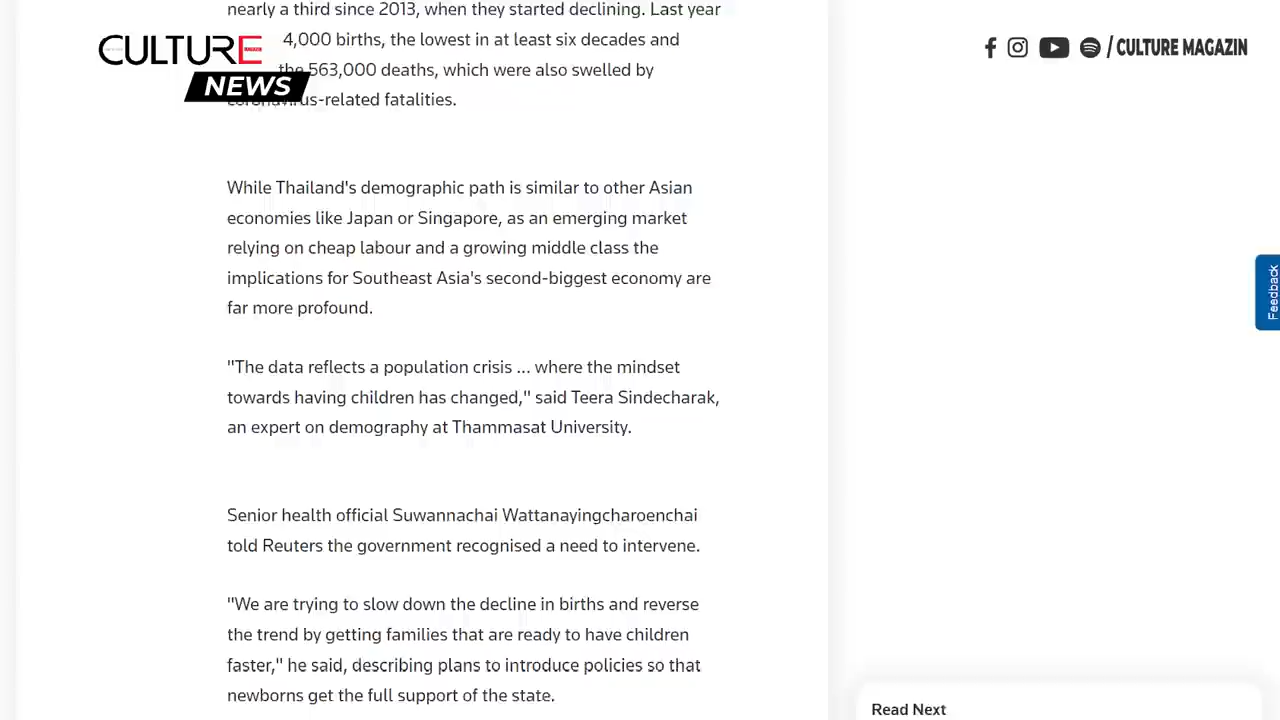 nearly a third since 2013, when they started declining. Last year
4,000 births, the lowest in at least six decades and
the 563,000 deaths, which were also swelled by
coronavirus-related fatalities.
CULTURE
NEWS
/ CULTURE MAGAZIN
While Thailand's demographic path is similar to other Asian
economies like Japan or Singapore, as an emerging market
relying on cheap labour and a growing middle class the
implications for Southeast Asia's second-biggest economy are
far more profound.
"The data reflects a population crisis ... where the mindset
towards having children has changed," said Teera Sindecharak,
an expert on demography at Thammasat University.
Senior health official Suwannachai Wattanayingcharoenchai
told Reuters the government recognised a need to intervene.
"We are trying to slow down the decline in births and reverse
the trend by getting families that are ready to have children
faster," he said, describing plans to introduce policies so that
newborns get the full support of the state.
Feedback
Read Next